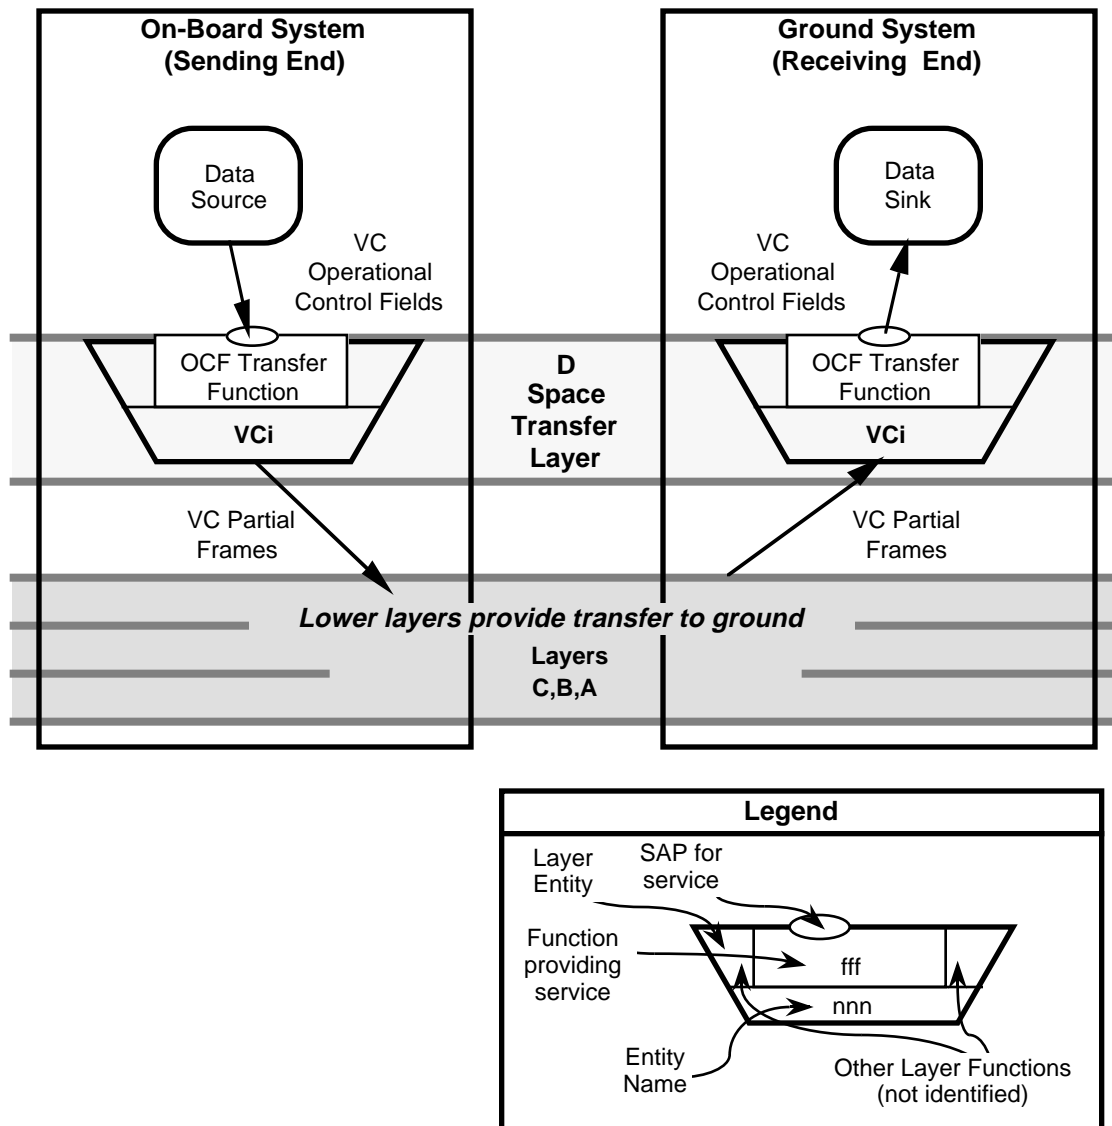 On-Board System
(Sending End)
Ground System
(Receiving End)
Data
Source
Data
Sink
VC
Operational
Control Fields
VC
Operational
Control Fields
OCF Transfer
Function
VCi
D
Space
Transfer
Layer
OCF Transfer
Function
VCi
VC Partial
Frames
VC Partial
Frames
Lower layers provide transfer to ground
Layers
C,B,A
Legend
Layer
Entity
SAP for
service
Function
providing
service
fff
nnn
Entity
Name
Other Layer Functions
(not identified)